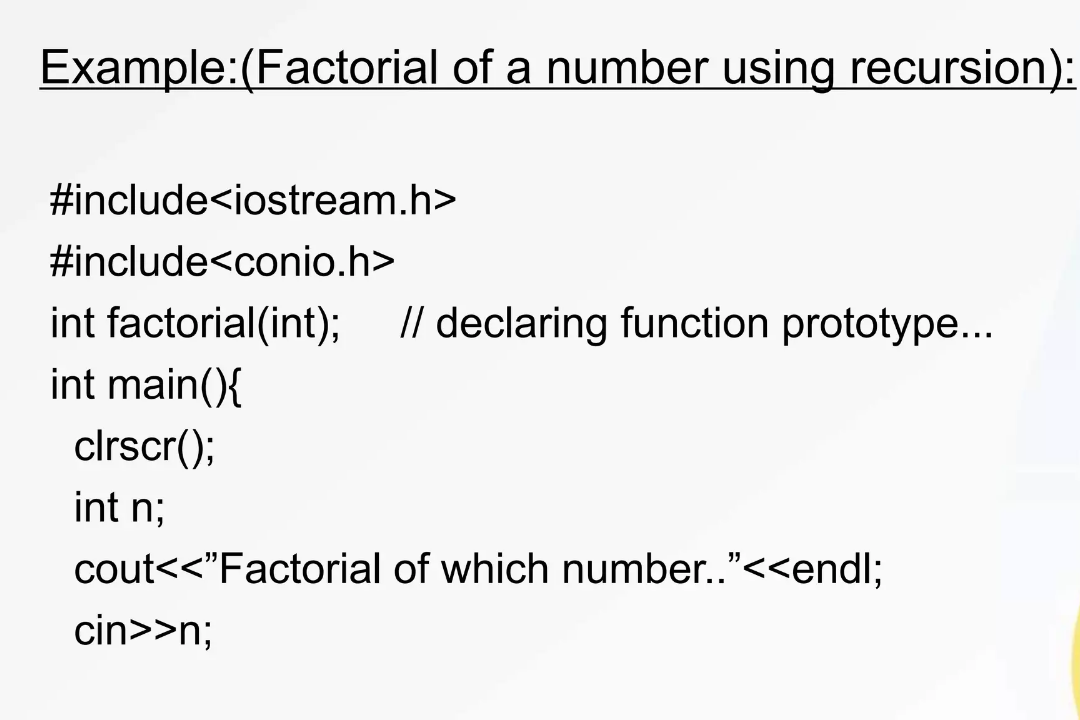 Example:(Factorial of a number using recursion):
#include<iostream.h>
#include<conio.h>
int factorial(int);     // declaring function prototype...
int main(){
  clrscr();
  int n;
  cout<<”Factorial of which number..”<<endl;
  cin>>n;